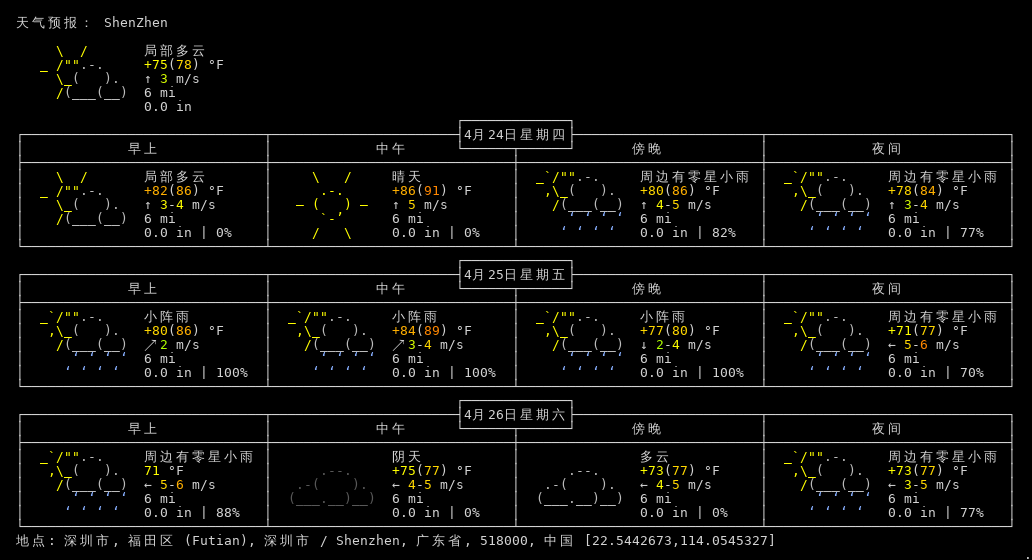 天气预报： ShenZhen
局部多云
+75(78) °F
↑ 3 m/s
6 mi
0.0 in
4月24日星期四
早上 中午 傍晚 夜间
局部多云 晴天 周边有零星小雨 周边有零星小雨
+82(86) °F +86(91) °F +80(86) °F +78(84) °F
↑ 3-4 m/s ↑ 5 m/s ↑ 4-5 m/s ↑ 3-4 m/s
6 mi 6 mi 6 mi 6 mi
0.0 in | 0% 0.0 in | 0% 0.0 in | 82% 0.0 in | 77%
4月25日星期五
早上 中午 傍晚 夜间
小阵雨 小阵雨 小阵雨 周边有零星小雨
+80(86) °F +84(89) °F +77(80) °F +71(77) °F
↗ 2 m/s ↗ 3-4 m/s ↓ 2-4 m/s ← 5-6 m/s
6 mi 6 mi 6 mi 6 mi
0.0 in | 100% 0.0 in | 100% 0.0 in | 100% 0.0 in | 70%
4月26日星期六
早上 中午 傍晚 夜间
周边有零星小雨 阴天 多云 周边有零星小雨
71 °F +75(77) °F +73(77) °F +73(77) °F
← 5-6 m/s ← 4-5 m/s ← 4-5 m/s ← 3-5 m/s
6 mi 6 mi 6 mi 6 mi
0.0 in | 88% 0.0 in | 0% 0.0 in | 0% 0.0 in | 77%
地点: 深圳市, 福田区 (Futian), 深圳市 / Shenzhen, 广东省, 518000, 中国 [22.5442673,114.0545327]